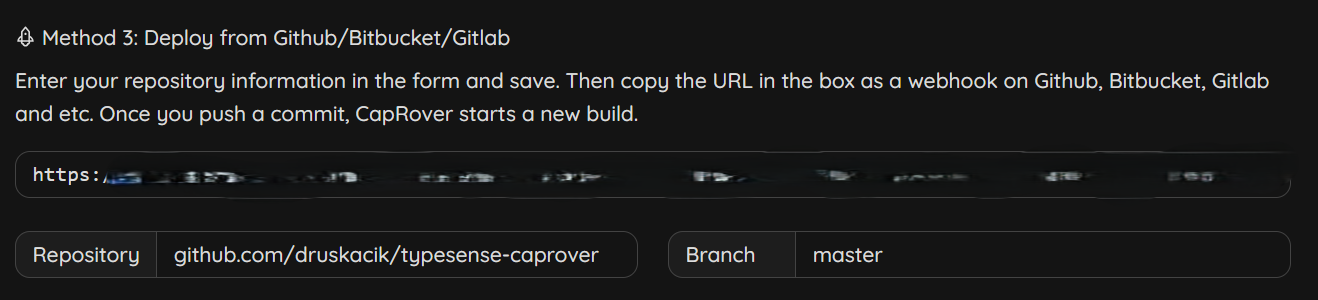 Method 3: Deploy from Github/Bitbucket/Gitlab
Enter your repository information in the form and save. Then copy the URL in the box as a webhook on Github, Bitbucket, Gitlab
and etc. Once you push a commit, CapRover starts a new build.
https:/
Repository github.com/druskacik/typesense-caprover Branch master